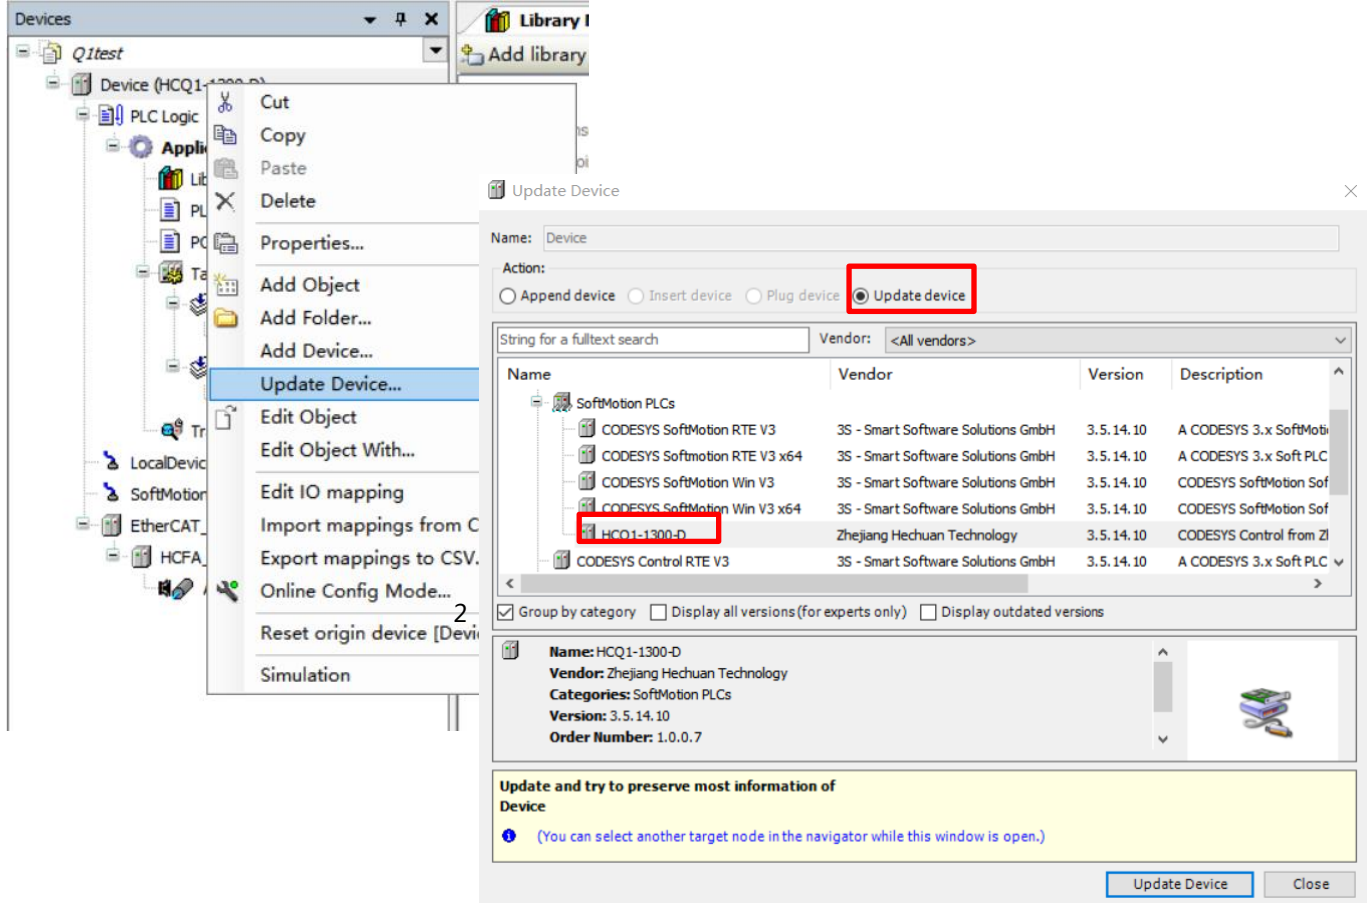 Devices
Q1test
Device (HCQ1-1300-D)
PLC Logic
Appli
Lib
PL
PO
Ta
Tr
LocalDevic
SoftMotion
EtherCAT_
HCFA_
Library
Add library
Cut
Copy
Paste
Delete
Properties...
Add Object
Add Folder...
Add Device...
Update Device...
Edit Object
Edit Object With...
Edit IO mapping
Import mappings from C
Export mappings to CSV.
Online Config Mode...
Reset origin device [Devi
Simulation
2
Update Device
Name: Device
Action:
Append device Insert device Plug device Update device
String for a fulltext search Vendor: <All vendors>
Name Vendor Version Description
SoftMotion PLCs
CODESYS SoftMotion RTE V3 3S - Smart Software Solutions GmbH 3.5.14.10 A CODESYS 3.x SoftMoti
CODESYS Softmotion RTE V3 x64 3S - Smart Software Solutions GmbH 3.5.14.10 A CODESYS 3.x Soft PLC
CODESYS SoftMotion Win V3 3S - Smart Software Solutions GmbH 3.5.14.10 CODESYS SoftMotion Sof
CODESYS SoftMotion Win V3 x64 3S - Smart Software Solutions GmbH 3.5.14.10 CODESYS SoftMotion Sof
HCQ1-1300-D Zhejiang Hechuan Technology 3.5.14.10 CODESYS Control from Zl
CODESYS Control RTE V3 3S - Smart Software Solutions GmbH 3.5.14.10 A CODESYS 3.x Soft PLC
Group by category Display all versions (for experts only) Display outdated versions
Name: HCQ1-1300-D
Vendor: Zhejiang Hechuan Technology
Categories: SoftMotion PLCs
Version: 3.5.14.10
Order Number: 1.0.0.7
Update and try to preserve most information of
Device
(You can select another target node in the navigator while this window is open.)
Update Device Close